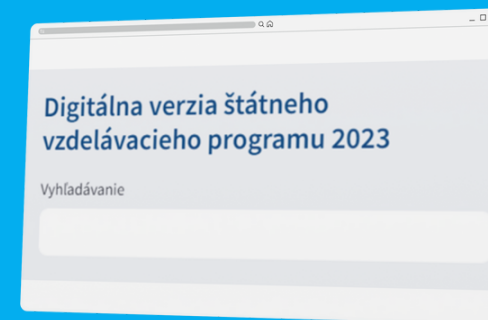 Digitálna verzia štátneho
vzdelávacieho programu 2023
Vyhľadávanie